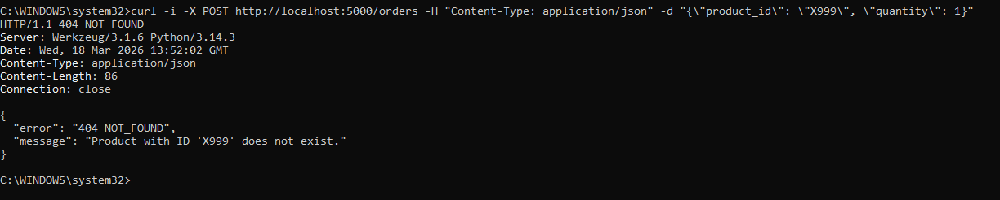 C:\WINDOWS\system32>curl -i -X POST http://localhost:5000/orders -H "Content-Type: application/json" -d "{\"product_id\": \"X999\", \"quantity\": 1}"
HTTP/1.1 404 NOT FOUND
Server: Werkzeug/3.1.6 Python/3.14.3
Date: Wed, 18 Mar 2026 13:52:02 GMT
Content-Type: application/json
Content-Length: 86
Connection: close

{
  "error": "404 NOT_FOUND",
  "message": "Product with ID 'X999' does not exist."
}

C:\WINDOWS\system32>